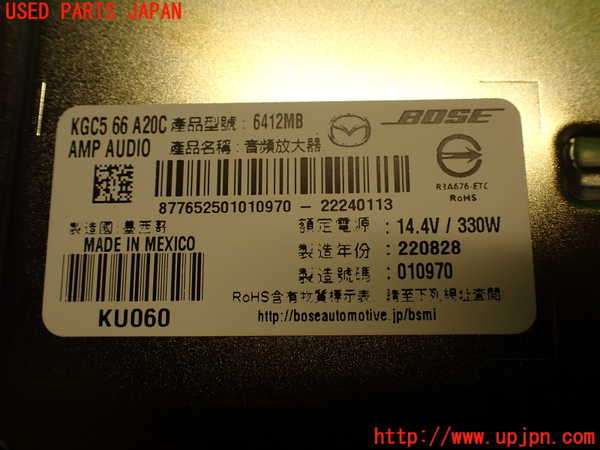 USED PARTS JAPAN
KGC5 66 A20C 產品型號：6412MB
BOSE
AMP AUDIO 產品名稱：音頻放大器
R3A676-ETC
RoHS
877652501010970 - 22240113
製造國：墨西哥
額定電源：14.4V / 330W
MADE IN MEXICO
製造年份：220828
製造號碼：010970
RoHS含有物質標示表 請至下列網址查閱
KU060
http://boseautomotive.jp/bsmi
http://www.upjpn.com/